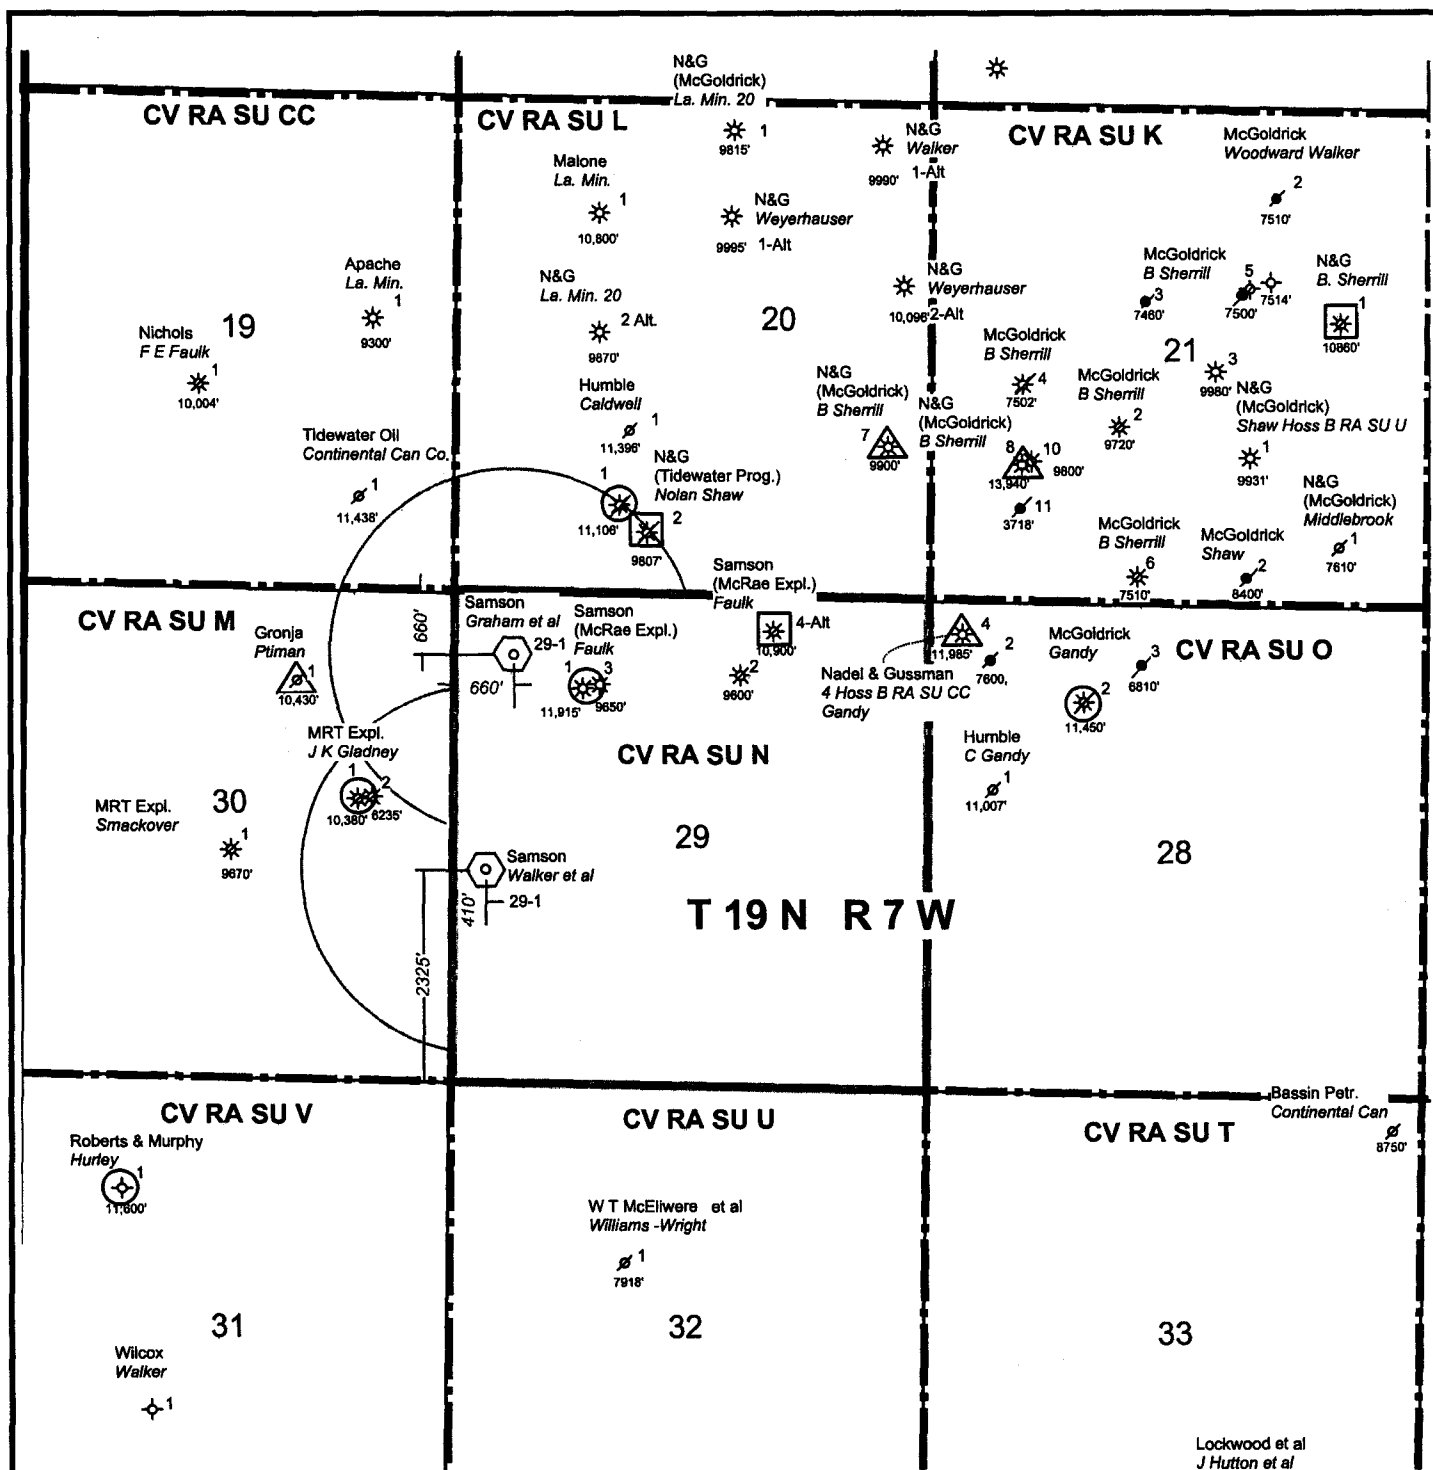 N&G
(McGoldrick)
La. Min. 20
CV RA SU CC
CV RA SU L
CV RA SU K
1
9815'
N&G
Walker
9990' 1-Alt
McGoldrick
Woodward Walker
2
7510'
Malone
La. Min.
1
10,800'
N&G
Weyerhauser
9995' 1-Alt
Apache
La. Min.
1
9300'
19
Nichols
F E Faulk
1
10,004'
N&G
La. Min. 20
2 Alt.
9870'
20
N&G
Weyerhauser
10,096' 2-Alt
McGoldrick
B Sherrill
3
7460'
5
7500'
7514'
N&G
B. Sherrill
1
10860'
21
McGoldrick
B Sherrill
4
7502'
McGoldrick
B Sherrill
2
9720'
3
9980'
N&G
(McGoldrick)
Shaw Hoss B RA SU U
1
9931'
Humble
Caldwell
1
11,396'
N&G
(McGoldrick)
B Sherrill
7
9900'
N&G
(McGoldrick)
B Sherrill
8
10
9800'
13,940'
11
3718'
Tidewater Oil
Continental Can Co.
1
11,438'
N&G
(Tidewater Prog.)
Nolan Shaw
1
11,106'
2
9807'
N&G
(McGoldrick)
Middlebrook
1
7610'
McGoldrick
B Sherrill
6
7510'
McGoldrick
Shaw
2
8400'
CV RA SU M
Gronja
Ptiman
1
10,430'
660'
Samson
Graham et al
29-1
660'
Samson
(McRae Expl.)
Faulk
1
3
11,915'
9650'
Samson
(McRae Expl.)
Faulk
4-Alt
10,900'
2
9600'
4
11,985'
2
7600,
Nadel & Gussman
4 Hoss B RA SU CC
Gandy
McGoldrick
Gandy
2
11,450'
3
6810'
CV RA SU O
MRT Expl.
J K Gladney
1
2
10,380'
6235'
CV RA SU N
Humble
C Gandy
1
11,007'
30
MRT Expl.
Smackover
1
9670'
29
28
Samson
Walker et al
29-1
410'
2325'
T 19 N R 7 W
CV RA SU V
CV RA SU U
CV RA SU T
Bassin Petr.
Continental Can
8750'
Roberts & Murphy
Hurley
1
11,600'
W T McEliwere et al
Williams -Wright
1
7918'
31
32
33
Wilcox
Walker
1
Lockwood et al
J Hutton et al